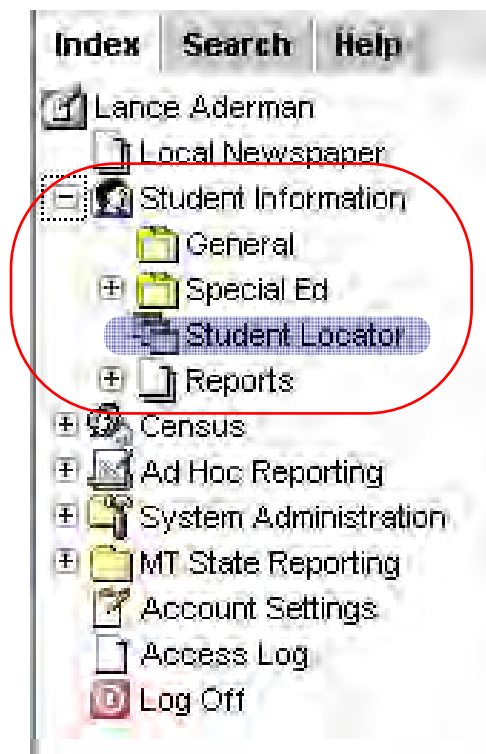 Index Search Help
Lance Aderman
Local Newspaper
Student Information
General
Special Ed
Student Locator
Reports
Census
Ad Hoc Reporting
System Administration
MT State Reporting
Account Settings
Access Log
Log Off